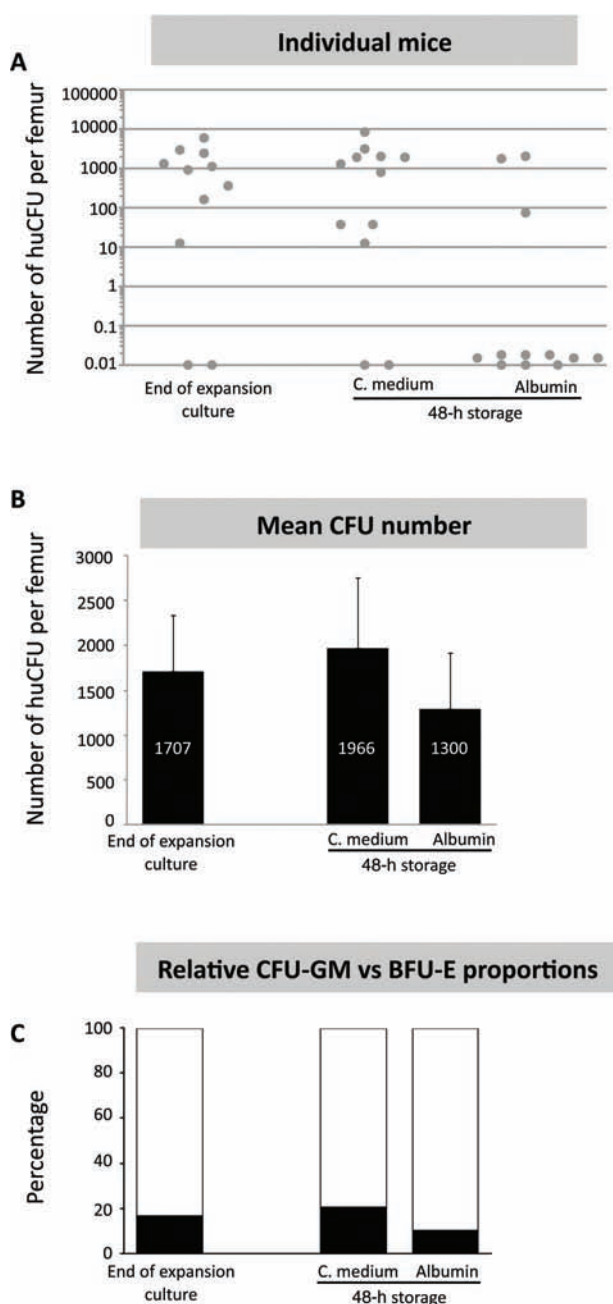 Individual mice
A
Number of huCFU per femur
100000
10000
1000
100
10
1
0.1
0.01
End of expansion
culture
C. medium
Albumin
48-h storage
B
Mean CFU number
Number of huCFU per femur
3000
2500
2000
1500
1000
500
0
1707
1966
1300
End of expansion
culture
C. medium
Albumin
48-h storage
Relative CFU-GM vs BFU-E proportions
C
Percentage
100
80
60
40
20
0
End of expansion
culture
C. medium
Albumin
48-h storage